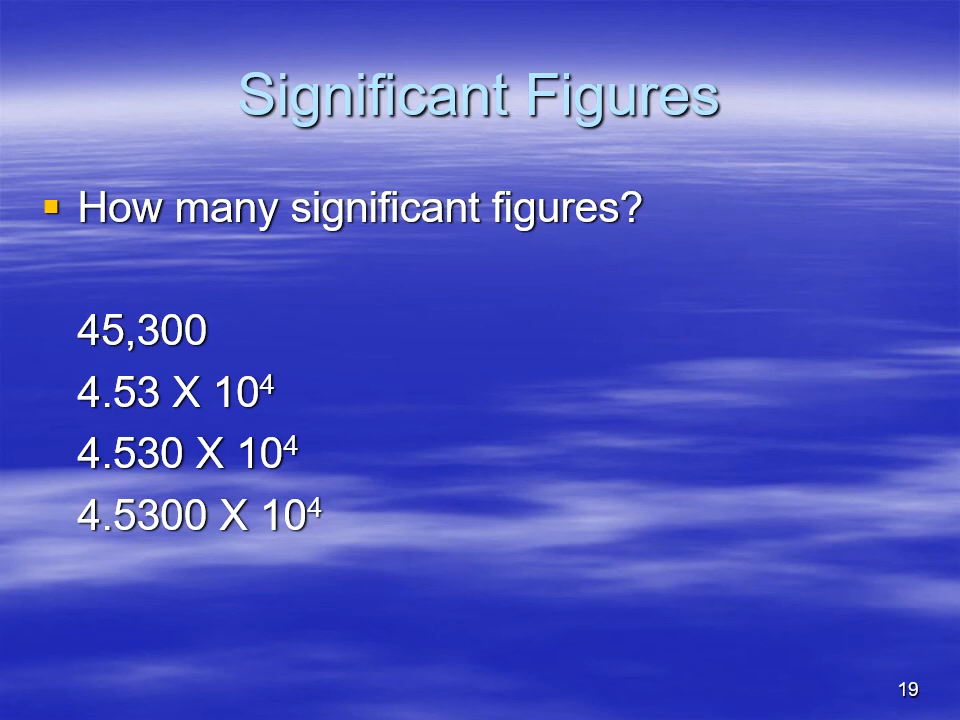 Significant Figures
How many significant figures?
45,300
4.53 X 10⁴
4.530 X 10⁴
4.5300 X 10⁴
19